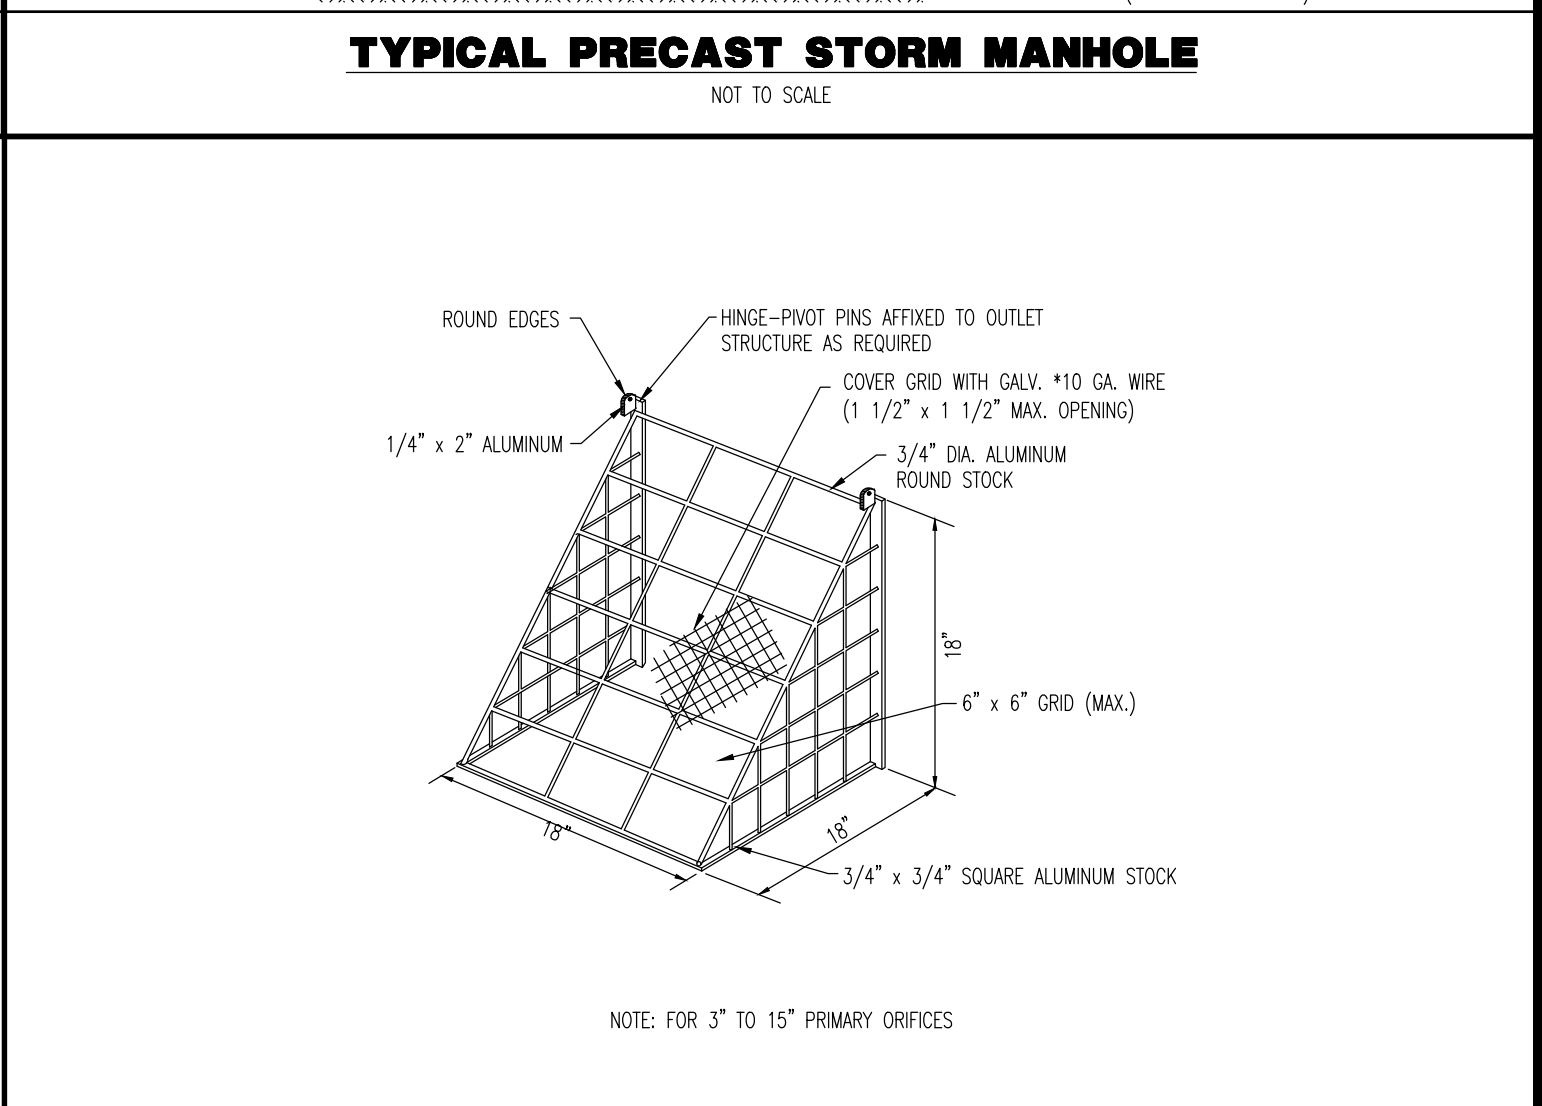 TYPICAL PRECAST STORM MANHOLE
NOT TO SCALE
ROUND EDGES
HINGE-PIVOT PINS AFFIXED TO OUTLET
STRUCTURE AS REQUIRED
COVER GRID WITH GALV. *10 GA. WIRE
(1 1/2" x 1 1/2" MAX. OPENING)
1/4" x 2" ALUMINUM
3/4" DIA. ALUMINUM
ROUND STOCK
18"
6" x 6" GRID (MAX.)
18"
18"
3/4" x 3/4" SQUARE ALUMINUM STOCK
NOTE: FOR 3" TO 15" PRIMARY ORIFICES